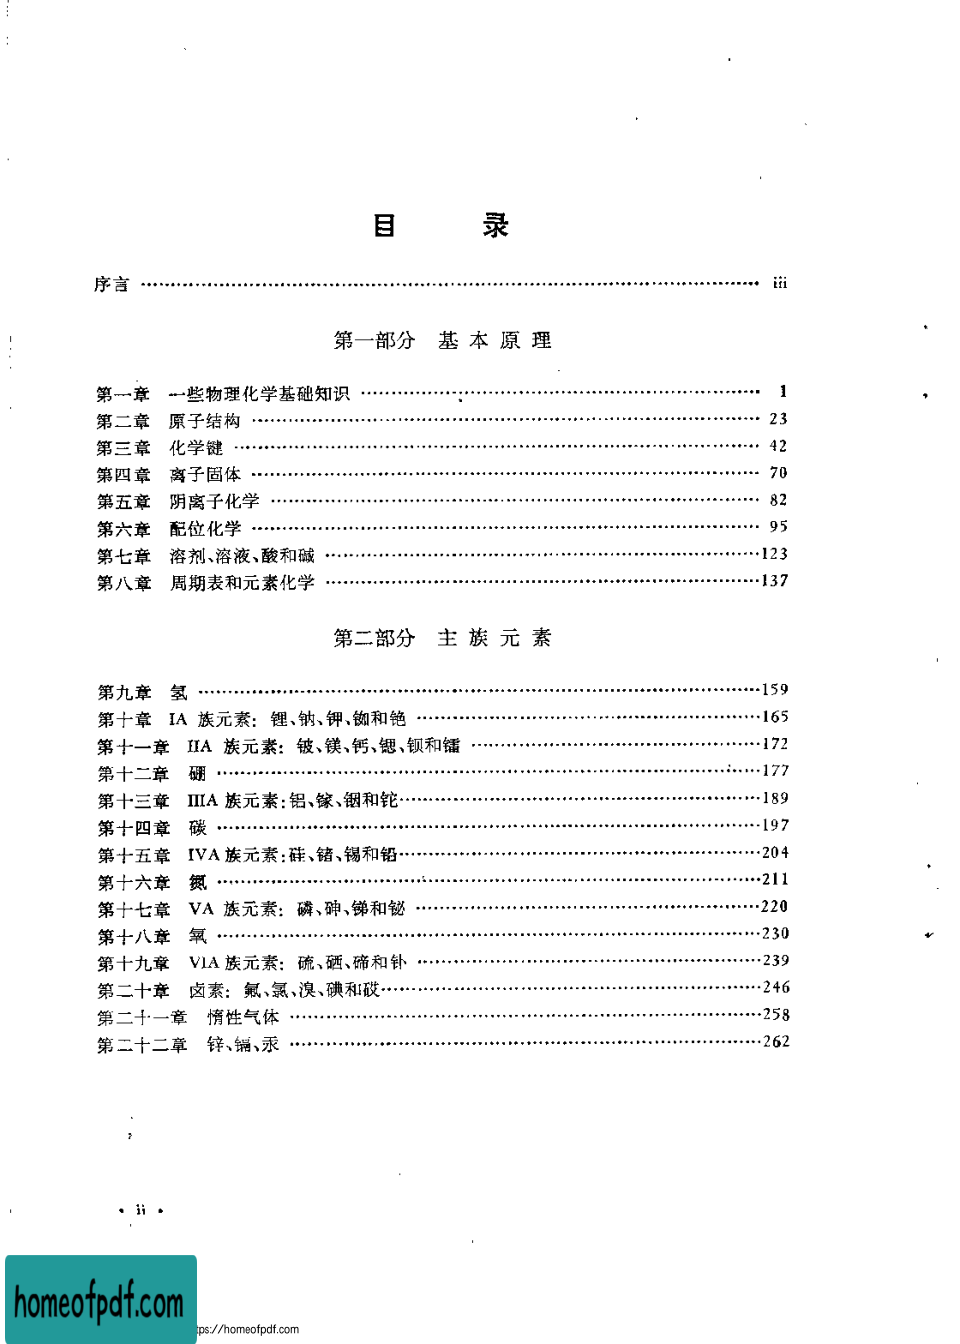 目 录
序言 iii
第一部分 基本原理
第一章 一些物理化学基础知识 1
第二章 原子结构 23
第三章 化学键 42
第四章 离子固体 70
第五章 阴离子化学 82
第六章 配位化学 95
第七章 溶剂、溶液、酸和碱 123
第八章 周期表和元素化学 137
第二部分 主族元素
第九章 氢 159
第十章 IA 族元素：锂、钠、钾、铷和铯 165
第十一章 IIA 族元素：铍、镁、钙、锶、钡和镭 172
第十二章 硼 177
第十三章 IIIA 族元素：铝、镓、铟和铊 189
第十四章 碳 197
第十五章 IVA 族元素：硅、锗、锡和铅 204
第十六章 氮 211
第十七章 VA 族元素：磷、砷、锑和铋 220
第十八章 氧 230
第十九章 VIA 族元素：硫、硒、碲和钋 239
第二十章 卤素：氟、氯、溴、碘和砹 246
第二十一章 惰性气体 258
第二十二章 锌、镉、汞 262
• ii •
homeofpdf.com
tps://homeofpdf.com